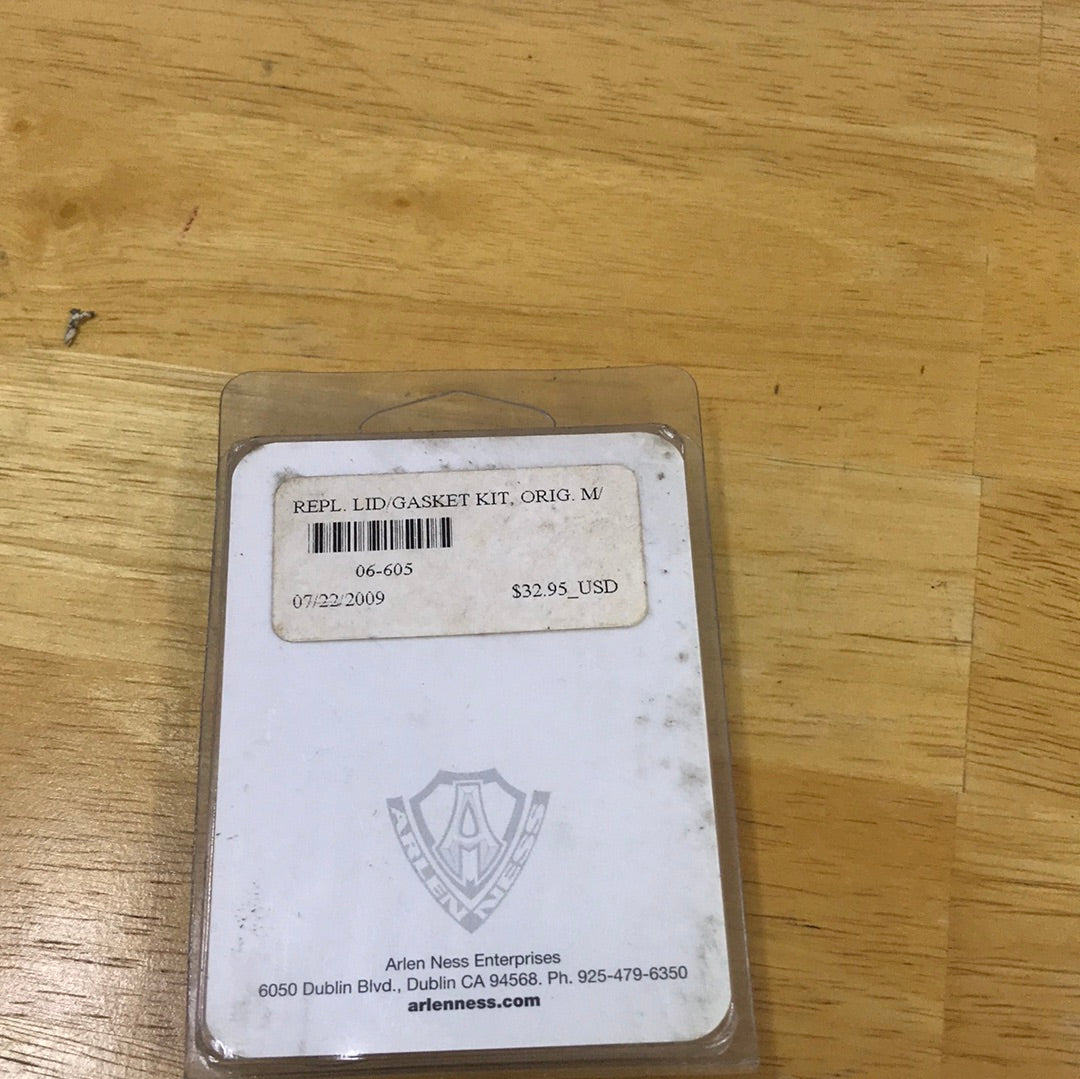 REPL. LID/GASKET KIT, ORIG. M/
06-605
07/22/2009 $32.95_USD
A
ARLEN NESS
Arlen Ness Enterprises
6050 Dublin Blvd., Dublin CA 94568. Ph. 925-479-6350
arlenness.com